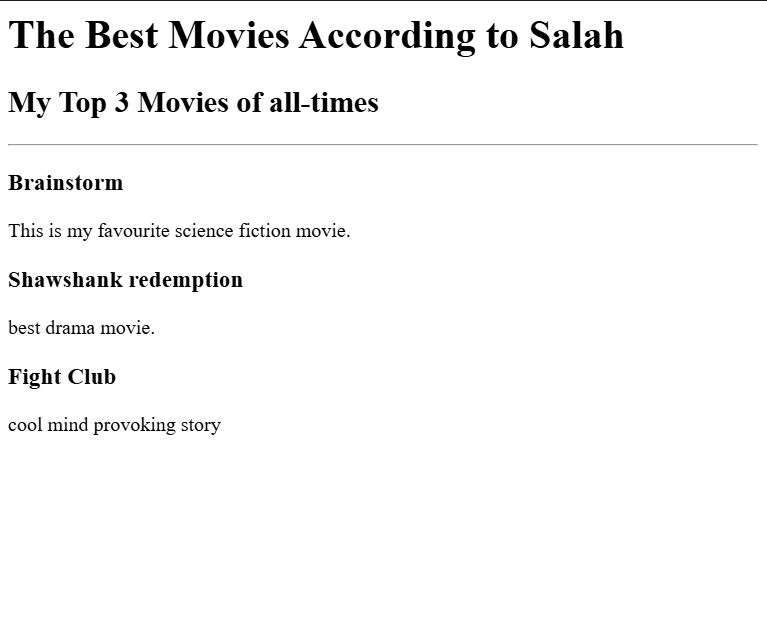 The Best Movies According to Salah
My Top 3 Movies of all-times
Brainstorm
This is my favourite science fiction movie.
Shawshank redemption
best drama movie.
Fight Club
cool mind provoking story